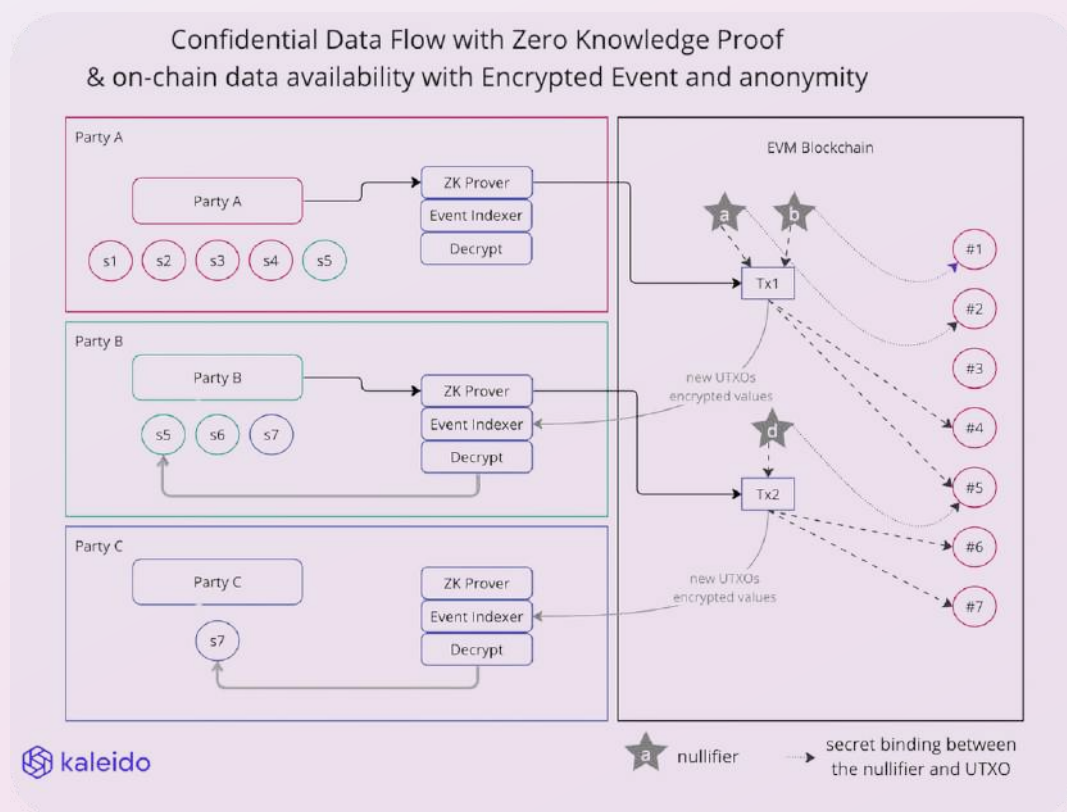 Confidential Data Flow with Zero Knowledge Proof
& on-chain data availability with Encrypted Event and anonymity
Party A
Party A
s1
s2
s3
s4
s5
ZK Prover
Event Indexer
Decrypt
Party B
Party B
s5
s6
s7
ZK Prover
Event Indexer
Decrypt
Party C
Party C
s7
ZK Prover
Event Indexer
Decrypt
EVM Blockchain
a
b
Tx1
new UTXOs
encrypted values
d
Tx2
new UTXOs
encrypted values
#1
#2
#3
#4
#5
#6
#7
kaleido
a
nullifier
secret binding between
the nullifier and UTXO